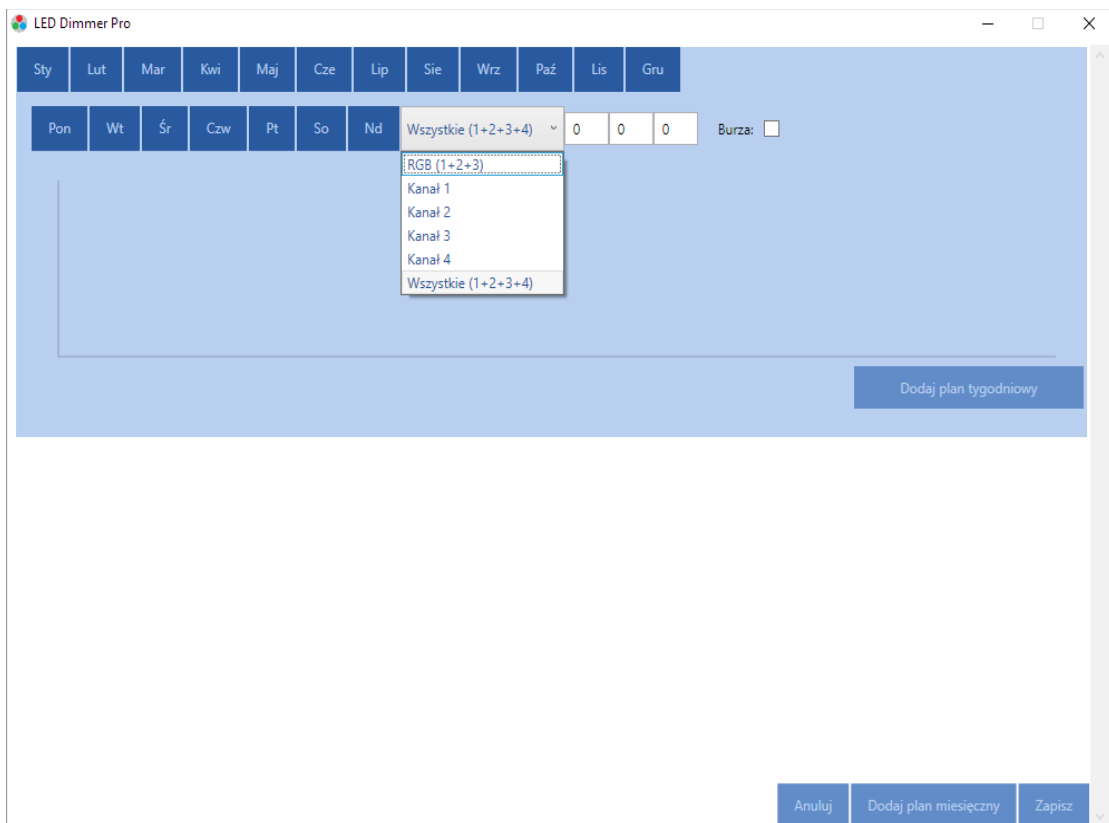 LED Dimmer Pro
Sty Lut Mar Kwi Maj Cze Lip Sie Wrz Paź Lis Gru
Pon Wt Śr Czw Pt So Nd Wszystkie (1+2+3+4) 0 0 0 Burza:
RGB (1+2+3)
Kanał 1
Kanał 2
Kanał 3
Kanał 4
Wszystkie (1+2+3+4)
Dodaj plan tygodniowy
Anuluj Dodaj plan miesięczny Zapisz